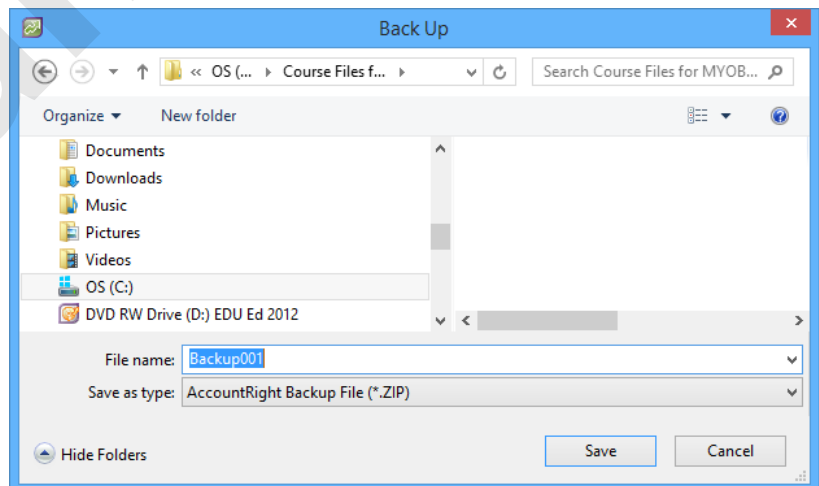 Back Up
« OS (... ▸ Course Files f... ▸
Search Course Files for MYOB...
Organize
New folder
Documents
Downloads
Music
Pictures
Videos
OS (C:)
DVD RW Drive (D:) EDU Ed 2012
File name: Backup001
Save as type: AccountRight Backup File (*.ZIP)
Hide Folders
Save
Cancel